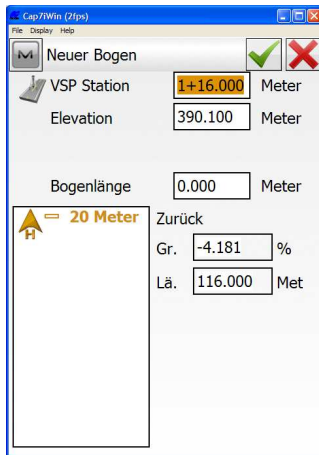 Cap7iWin (2fps)
File Display Help
M Neuer Bogen
VSP Station 1+16.000 Meter
Elevation 390.100 Meter
Bogenlänge 0.000 Meter
H 20 Meter
Zurück
Gr. -4.181 %
Lä. 116.000 Met